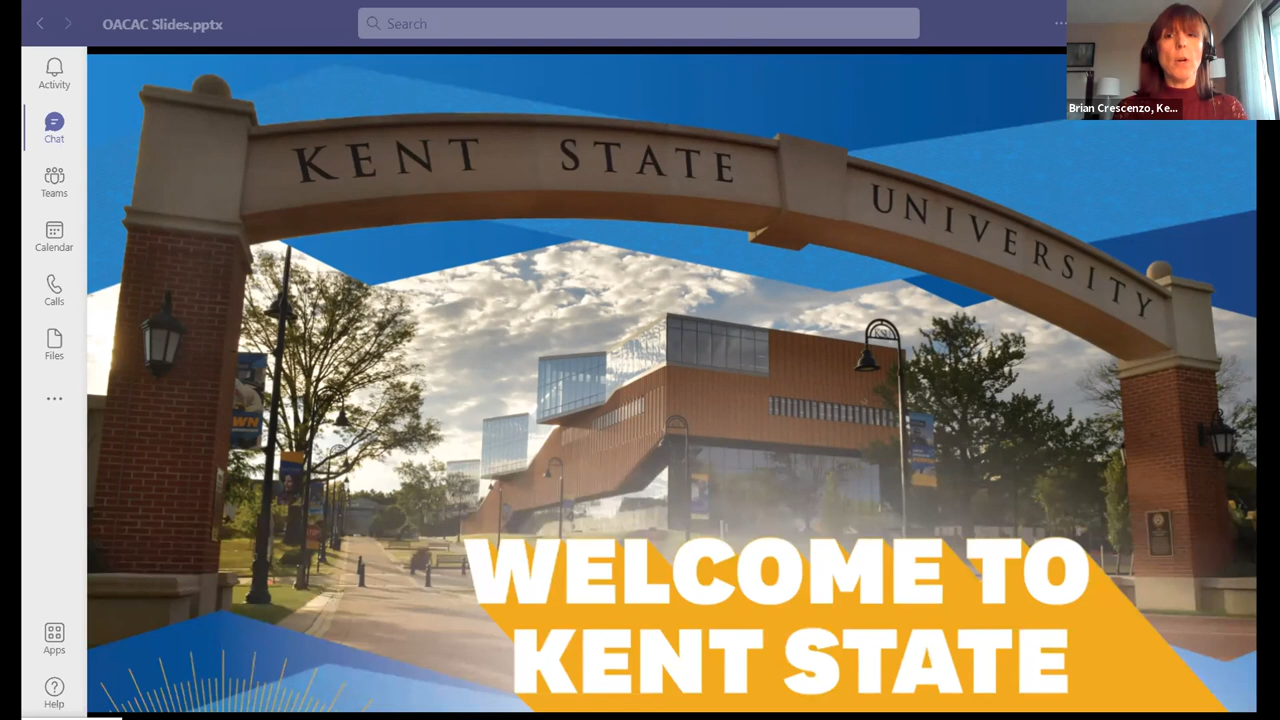 OACAC Slides.pptx
Search
Brian Crescenzo, Ke...
Activity
Chat
Teams
Calendar
Calls
Files
Apps
Help
KENT STATE UNIVERSITY
WN
WELCOME TO
KENT STATE